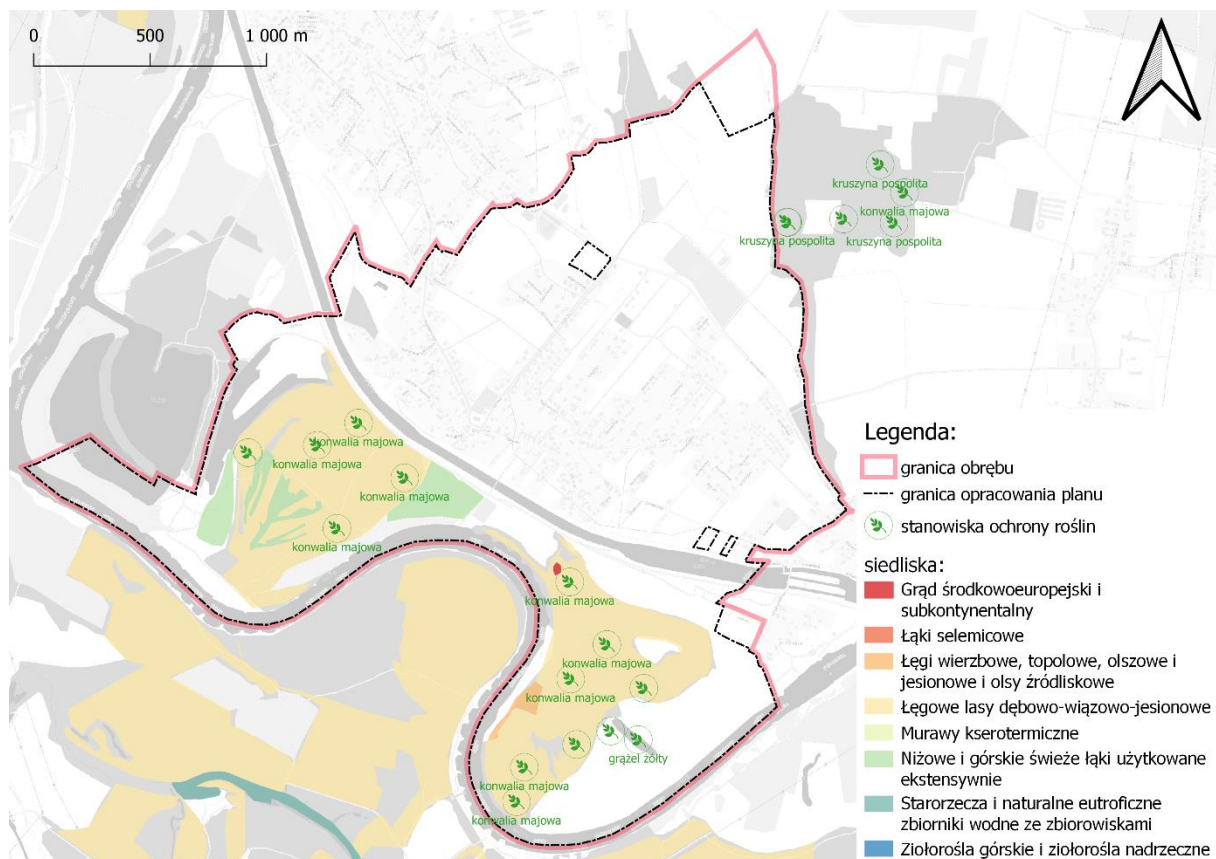 0 500 1 000 m
kruszyna pospolita
konwalia majowa
kruszyna pospolita
kruszyna pospolita
konwalia majowa
konwalia majowa
konwalia majowa
konwalia majowa
konwalia majowa
konwalia majowa
konwalia majowa
grążel żółty
konwalia majowa
konwalia majowa
Legenda:
granica obrębu
granica opracowania planu
stanowiska ochrony roślin
siedliska:
Grąd środkowoeuropejski i
subkontynentalny
Łąki selemicowe
Łęgi wierzbowe, topolowe, olszowe i
jesionowe i olsy źródliskowe
Łęgowe lasy dębowo-wiązowo-jesionowe
Murawy kserotermiczne
Niżowe i górskie świeże łąki użytkowane
ekstensywnie
Starorzecza i naturalne eutroficzne
zbiorniki wodne ze zbiorowiskami
Ziołorośla górskie i ziołorośla nadrzeczne